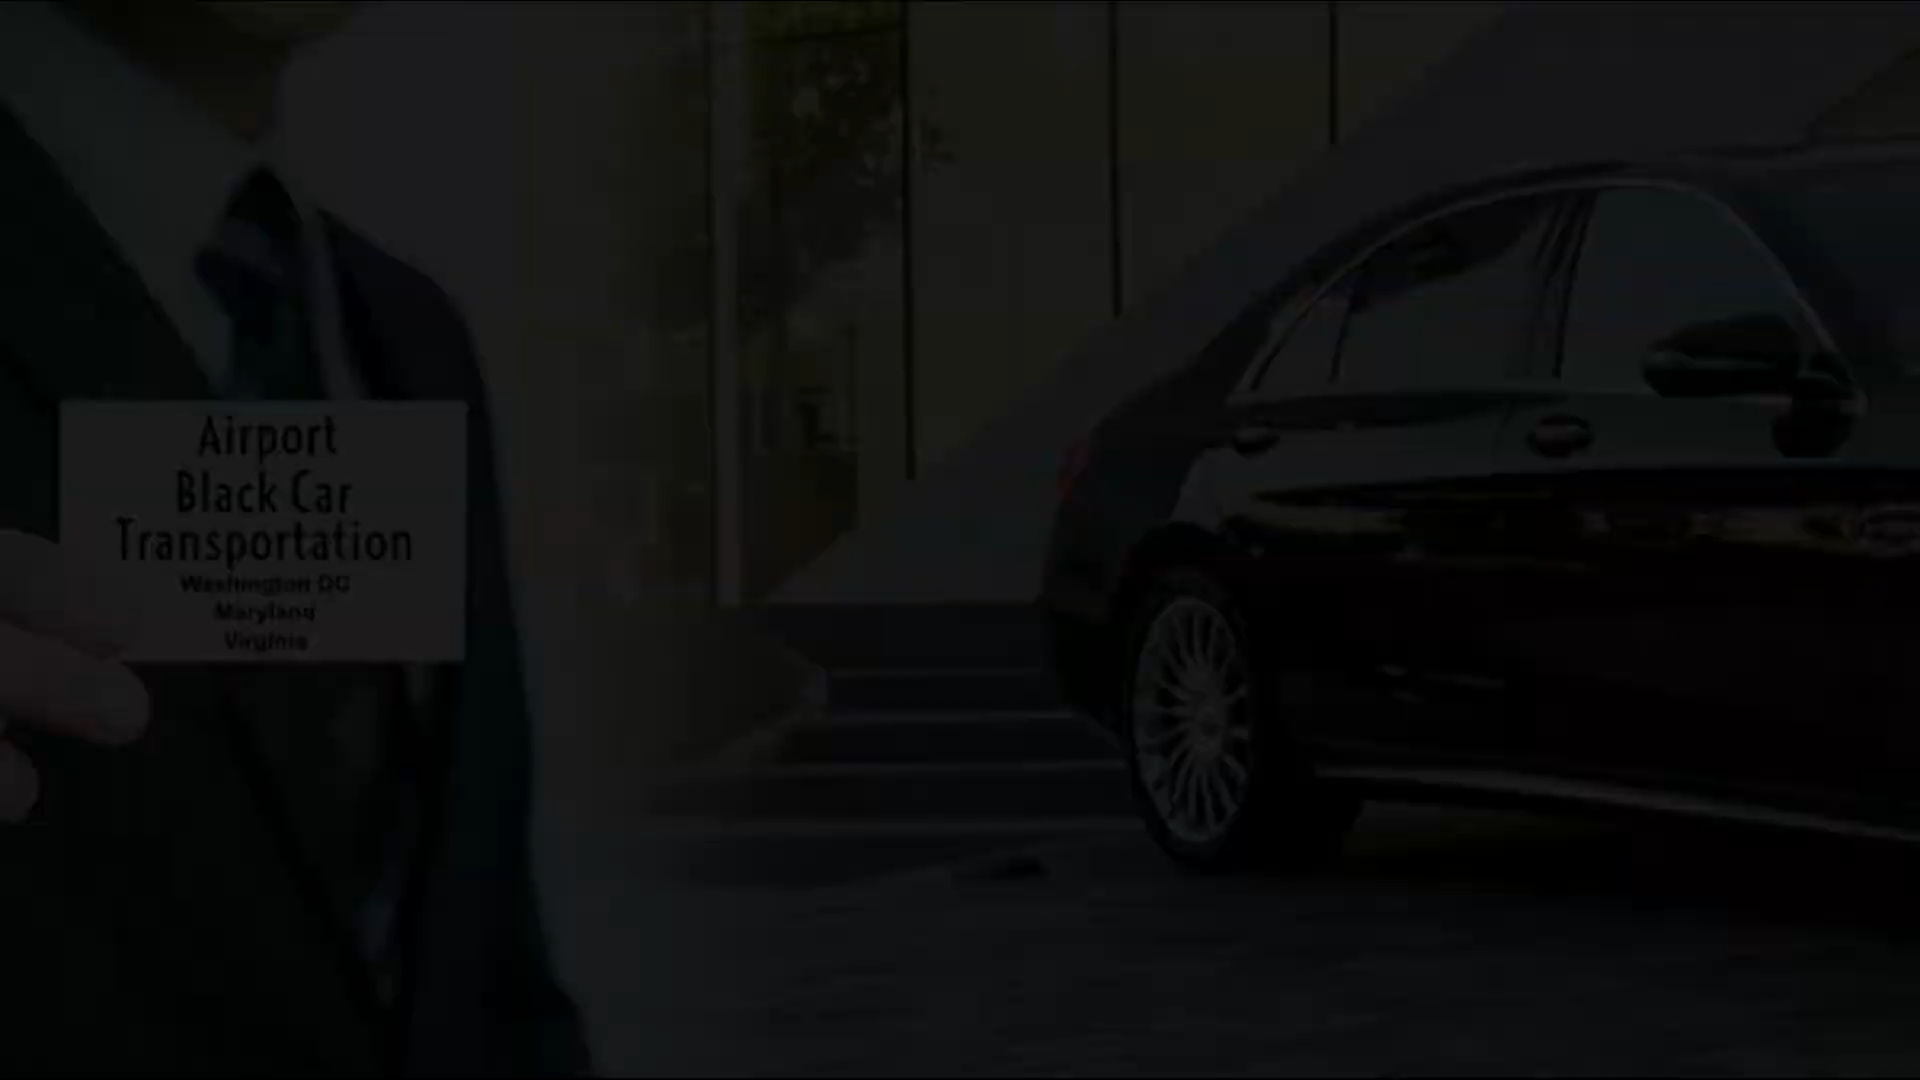 Airport
Black Car
Transportation
Washington DC
Maryland
Virginia